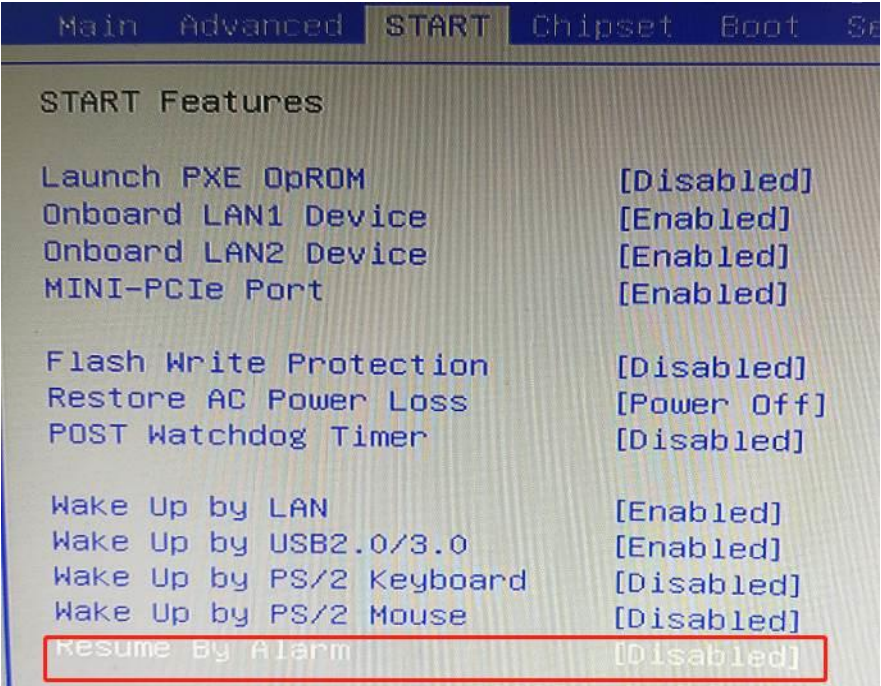 Main Advanced START Chipset Boot Se
START Features
Launch PXE OpROM [Disabled]
Onboard LAN1 Device [Enabled]
Onboard LAN2 Device [Enabled]
MINI-PCIe Port [Enabled]
Flash Write Protection [Disabled]
Restore AC Power Loss [Power Off]
POST Watchdog Timer [Disabled]
Wake Up by LAN [Enabled]
Wake Up by USB2.0/3.0 [Enabled]
Wake Up by PS/2 Keyboard [Disabled]
Wake Up by PS/2 Mouse [Disabled]
Resume By Alarm [Disabled]